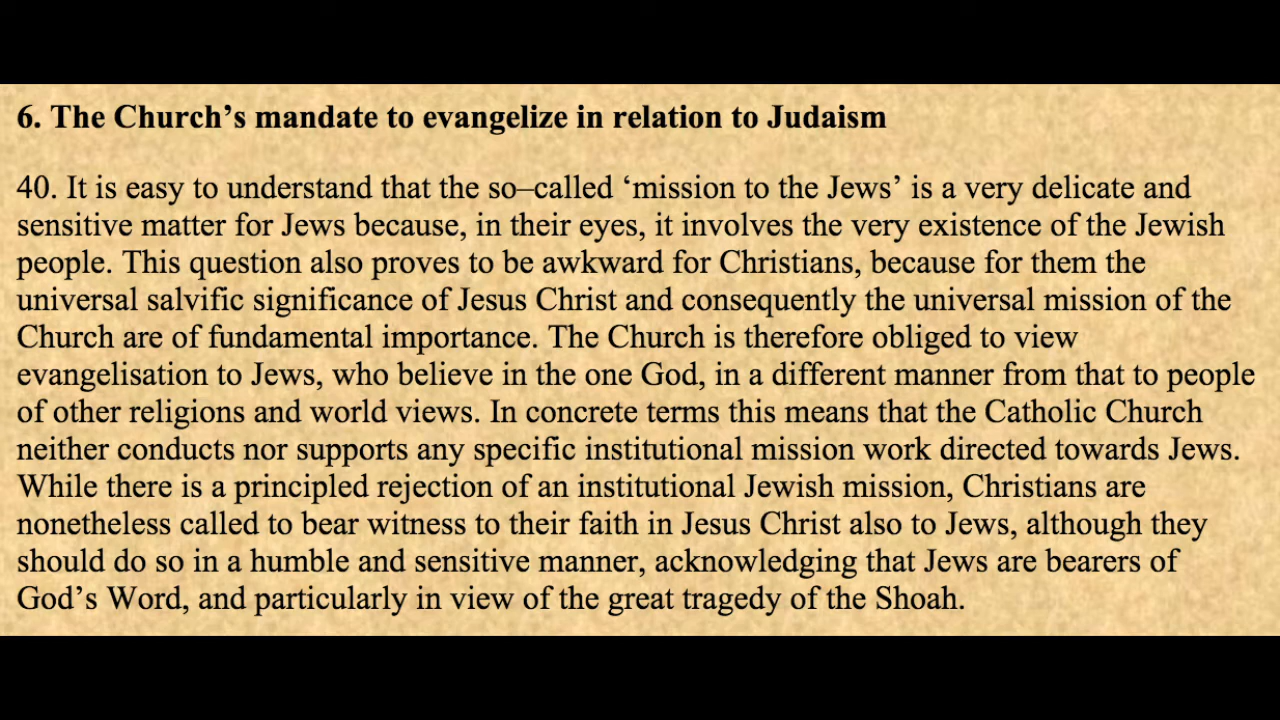 6. The Church’s mandate to evangelize in relation to Judaism
40. It is easy to understand that the so–called ‘mission to the Jews’ is a very delicate and
sensitive matter for Jews because, in their eyes, it involves the very existence of the Jewish
people. This question also proves to be awkward for Christians, because for them the
universal salvific significance of Jesus Christ and consequently the universal mission of the
Church are of fundamental importance. The Church is therefore obliged to view
evangelisation to Jews, who believe in the one God, in a different manner from that to people
of other religions and world views. In concrete terms this means that the Catholic Church
neither conducts nor supports any specific institutional mission work directed towards Jews.
While there is a principled rejection of an institutional Jewish mission, Christians are
nonetheless called to bear witness to their faith in Jesus Christ also to Jews, although they
should do so in a humble and sensitive manner, acknowledging that Jews are bearers of
God’s Word, and particularly in view of the great tragedy of the Shoah.